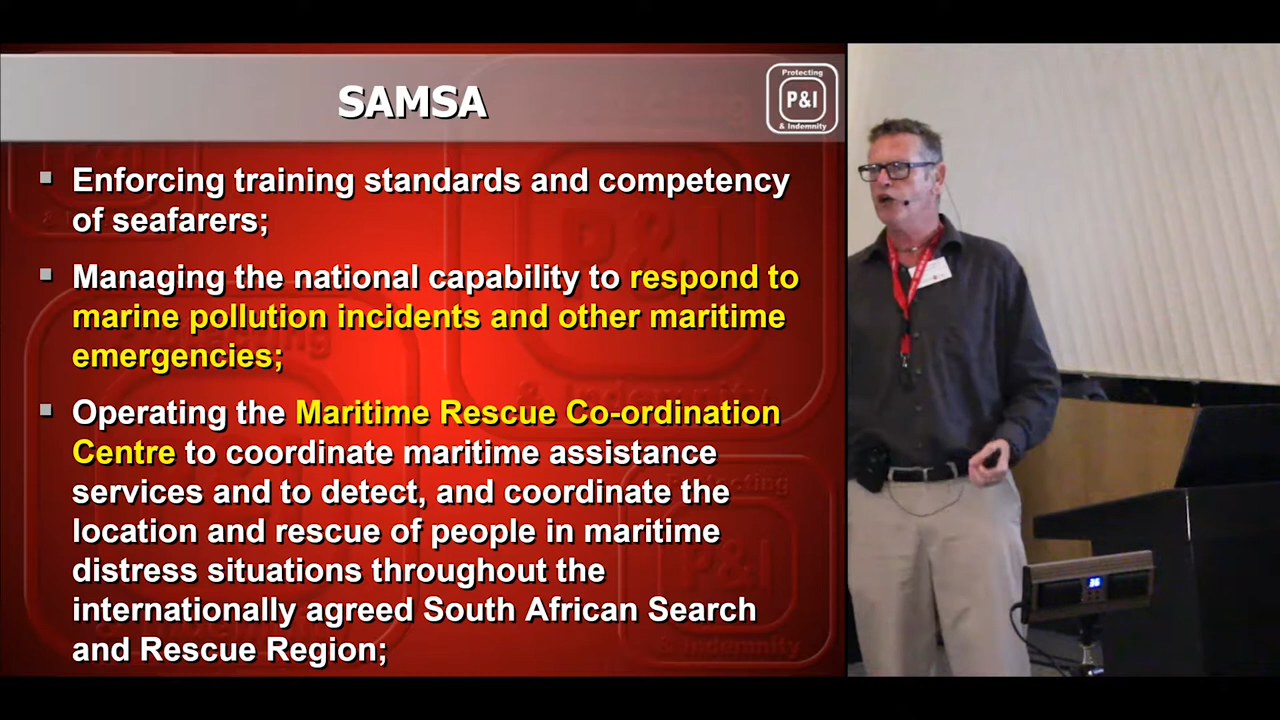 SAMSA
Protecting
P&I
& Indemnity
Enforcing training standards and competency
of seafarers;
Managing the national capability to respond to
marine pollution incidents and other maritime
emergencies;
Operating the Maritime Rescue Co-ordination
Centre to coordinate maritime assistance
services and to detect, and coordinate the
location and rescue of people in maritime
distress situations throughout the
internationally agreed South African Search
and Rescue Region;